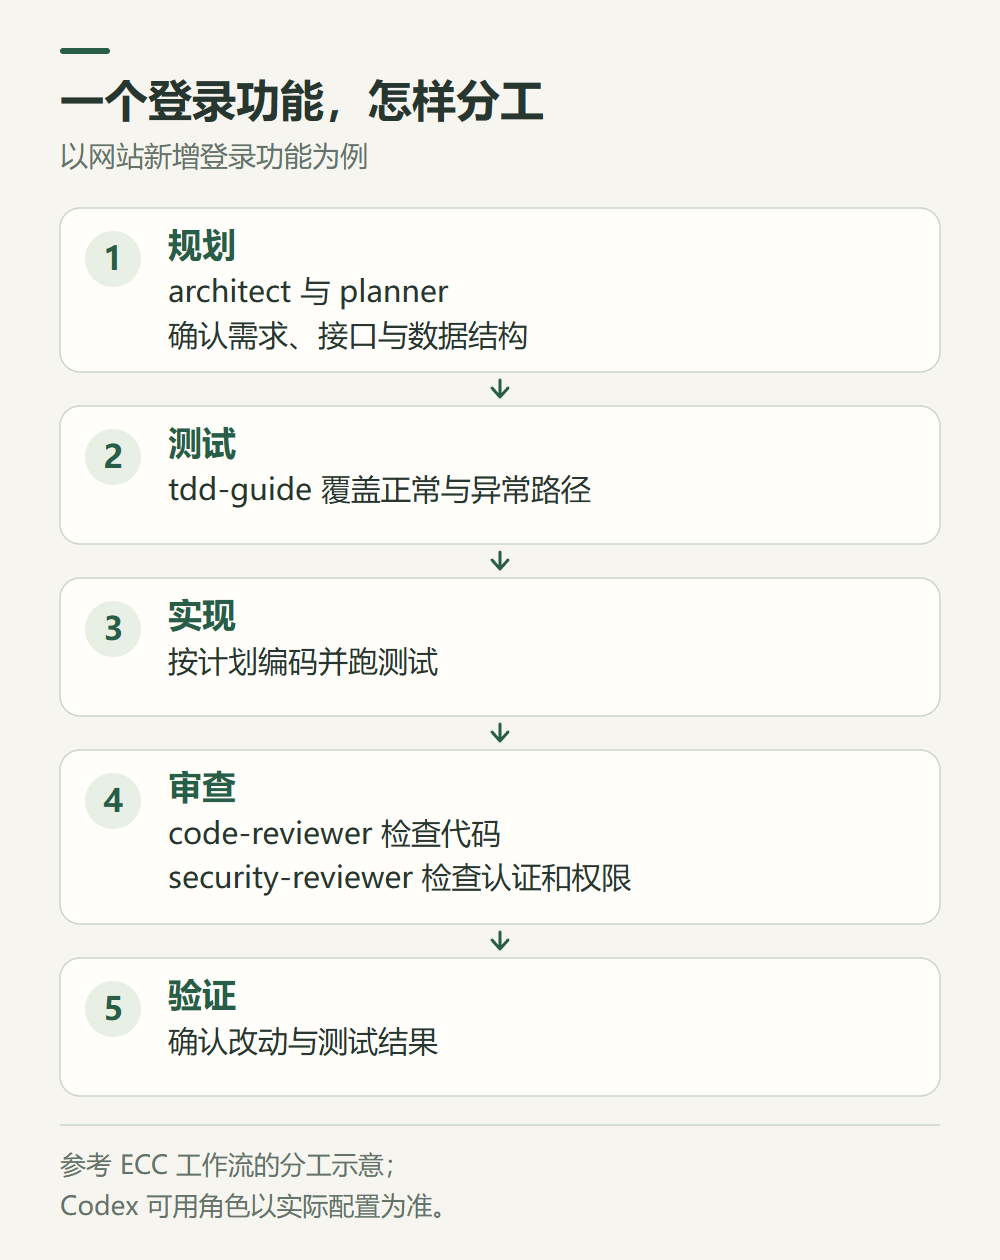 一个登录功能，怎样分工
以网站新增登录功能为例
1
规划
architect 与 planner
确认需求、接口与数据结构
2
测试
tdd-guide 覆盖正常与异常路径
3
实现
按计划编码并跑测试
4
审查
code-reviewer 检查代码
security-reviewer 检查认证和权限
5
验证
确认改动与测试结果
参考 ECC 工作流的分工示意；
Codex 可用角色以实际配置为准。